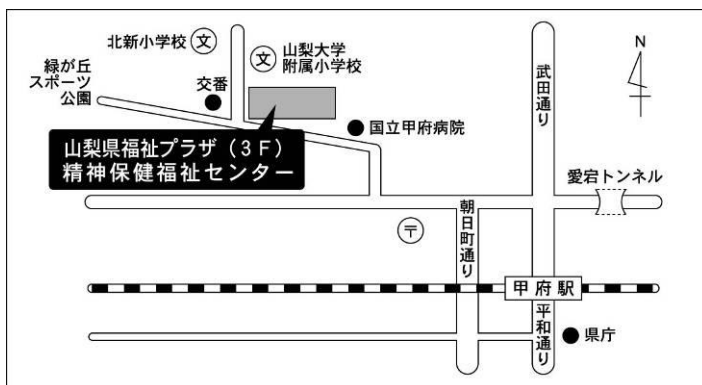 北新小学校
文
文
山梨大学
附属小学校
N
緑が丘
スポーツ
公園
交番
武田通り
国立甲府病院
山梨県福祉プラザ(3F)
精神保健福祉センター
愛宕トンネル
朝日町通り
〒
甲府駅
平和通り
県庁